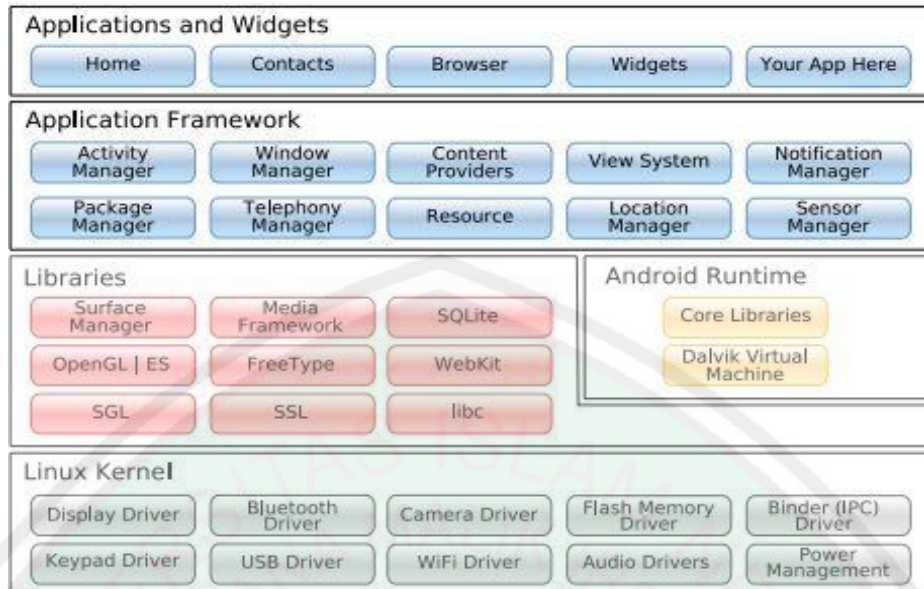 Applications and Widgets
Home
Contacts
Browser
Widgets
Your App Here
Application Framework
Activity
Manager
Window
Manager
Content
Providers
View System
Notification
Manager
Package
Manager
Telephony
Manager
Resource
Location
Manager
Sensor
Manager
Libraries
Surface
Manager
Media
Framework
SQLite
OpenGL | ES
FreeType
WebKit
SGL
SSL
libc
Android Runtime
Core Libraries
Dalvik Virtual
Machine
Linux Kernel
Display Driver
Bluetooth
Driver
Camera Driver
Flash Memory
Driver
Binder (IPC)
Driver
Keypad Driver
USB Driver
WiFi Driver
Audio Drivers
Power
Management
SITAS ISLAM